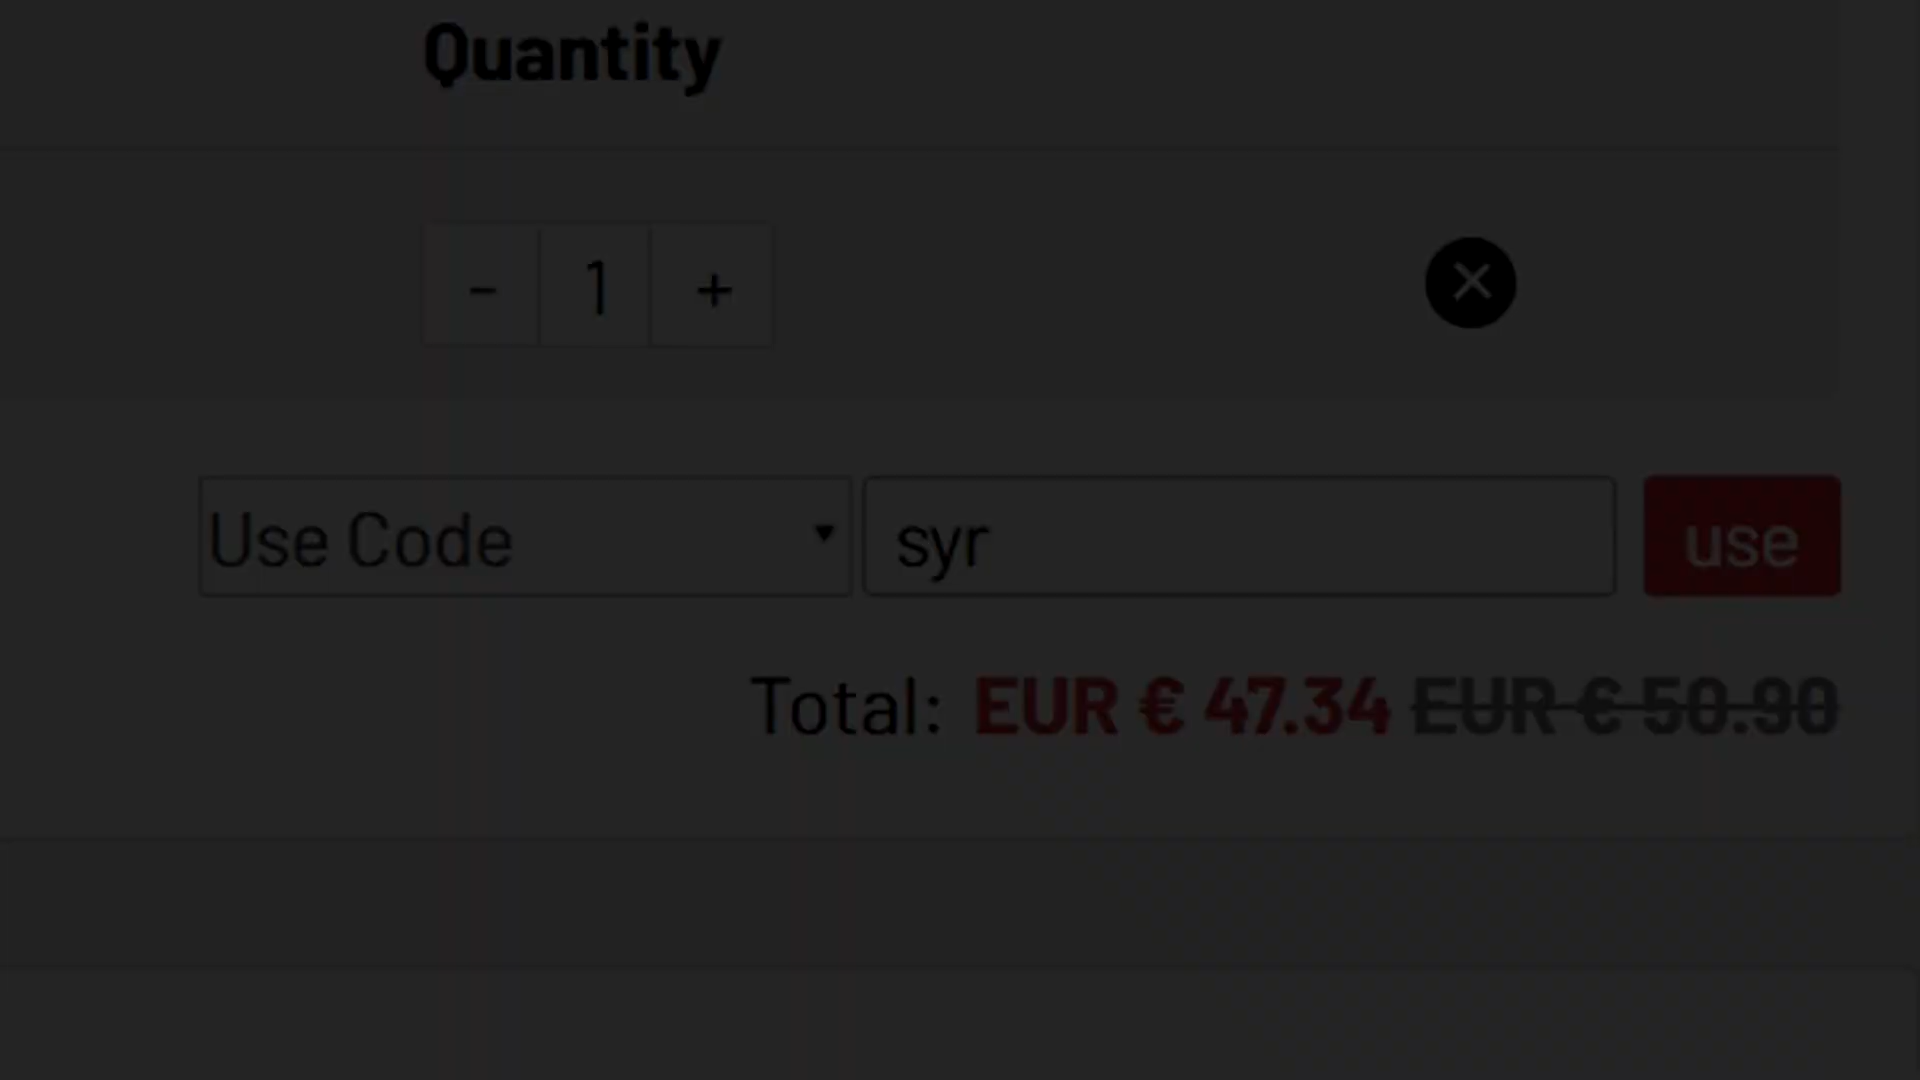 Quantity
- 1 +
Use Code syr use
Total: EUR € 47.34 EUR € 50.90